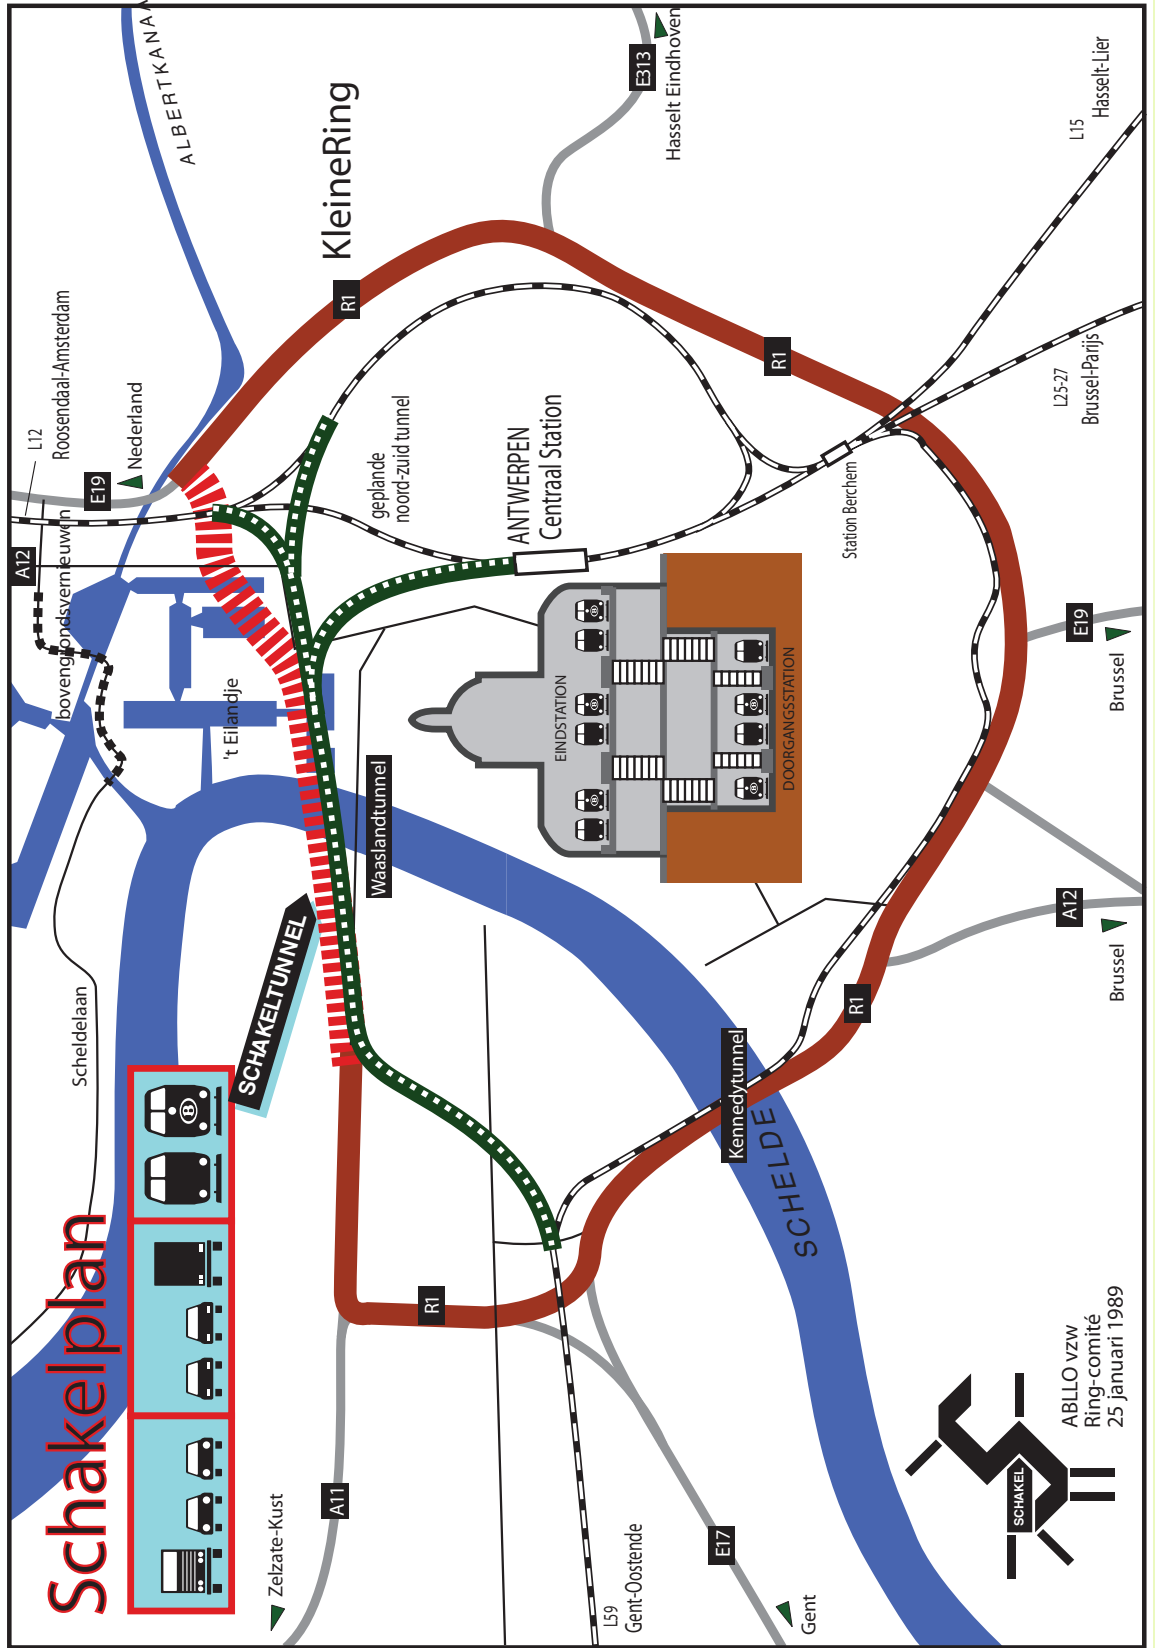 Schakelplan
SCHAKELTUNNEL
Scheldelaan
ALBERTKANAA
KleineRing
L12
Roosendaal-Amsterdam
Nederland
E19
A12
bovengrondsvernieuwen
't Eilandje
geplande
noord-zuid tunnel
ANTWERPEN
Centraal Station
R1
E313
Hasselt Eindhoven
L15
Hasselt-Lier
R1
L25-27
Brussel-Parijs
Station Berchem
EINDSTATION
DOORGANGSSTATION
B
B
B
B
B
B
B
Waaslandtunnel
E19
Brussel
A12
Brussel
R1
Kennedytunnel
SCHELDE
R1
A11
Zelzate-Kust
L59
Gent-Oostende
E17
Gent
SCHAKEL
ABLLO vzw
Ring-comité
25 januari 1989